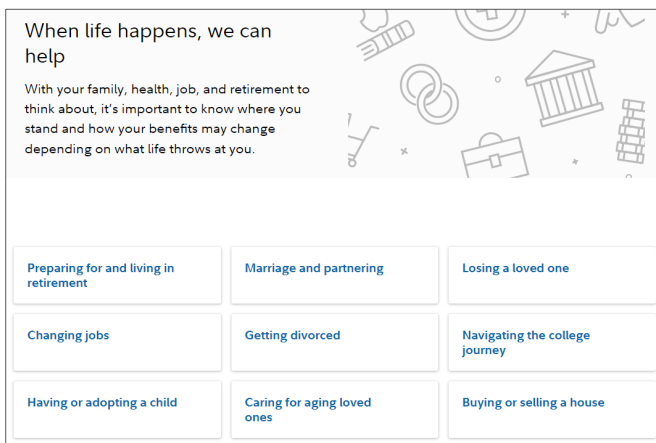 When life happens, we can
help
With your family, health, job, and retirement to
think about, it's important to know where you
stand and how your benefits may change
depending on what life throws at you.
Preparing for and living in
retirement
Marriage and partnering
Losing a loved one
Changing jobs
Getting divorced
Navigating the college
journey
Having or adopting a child
Caring for aging loved
ones
Buying or selling a house